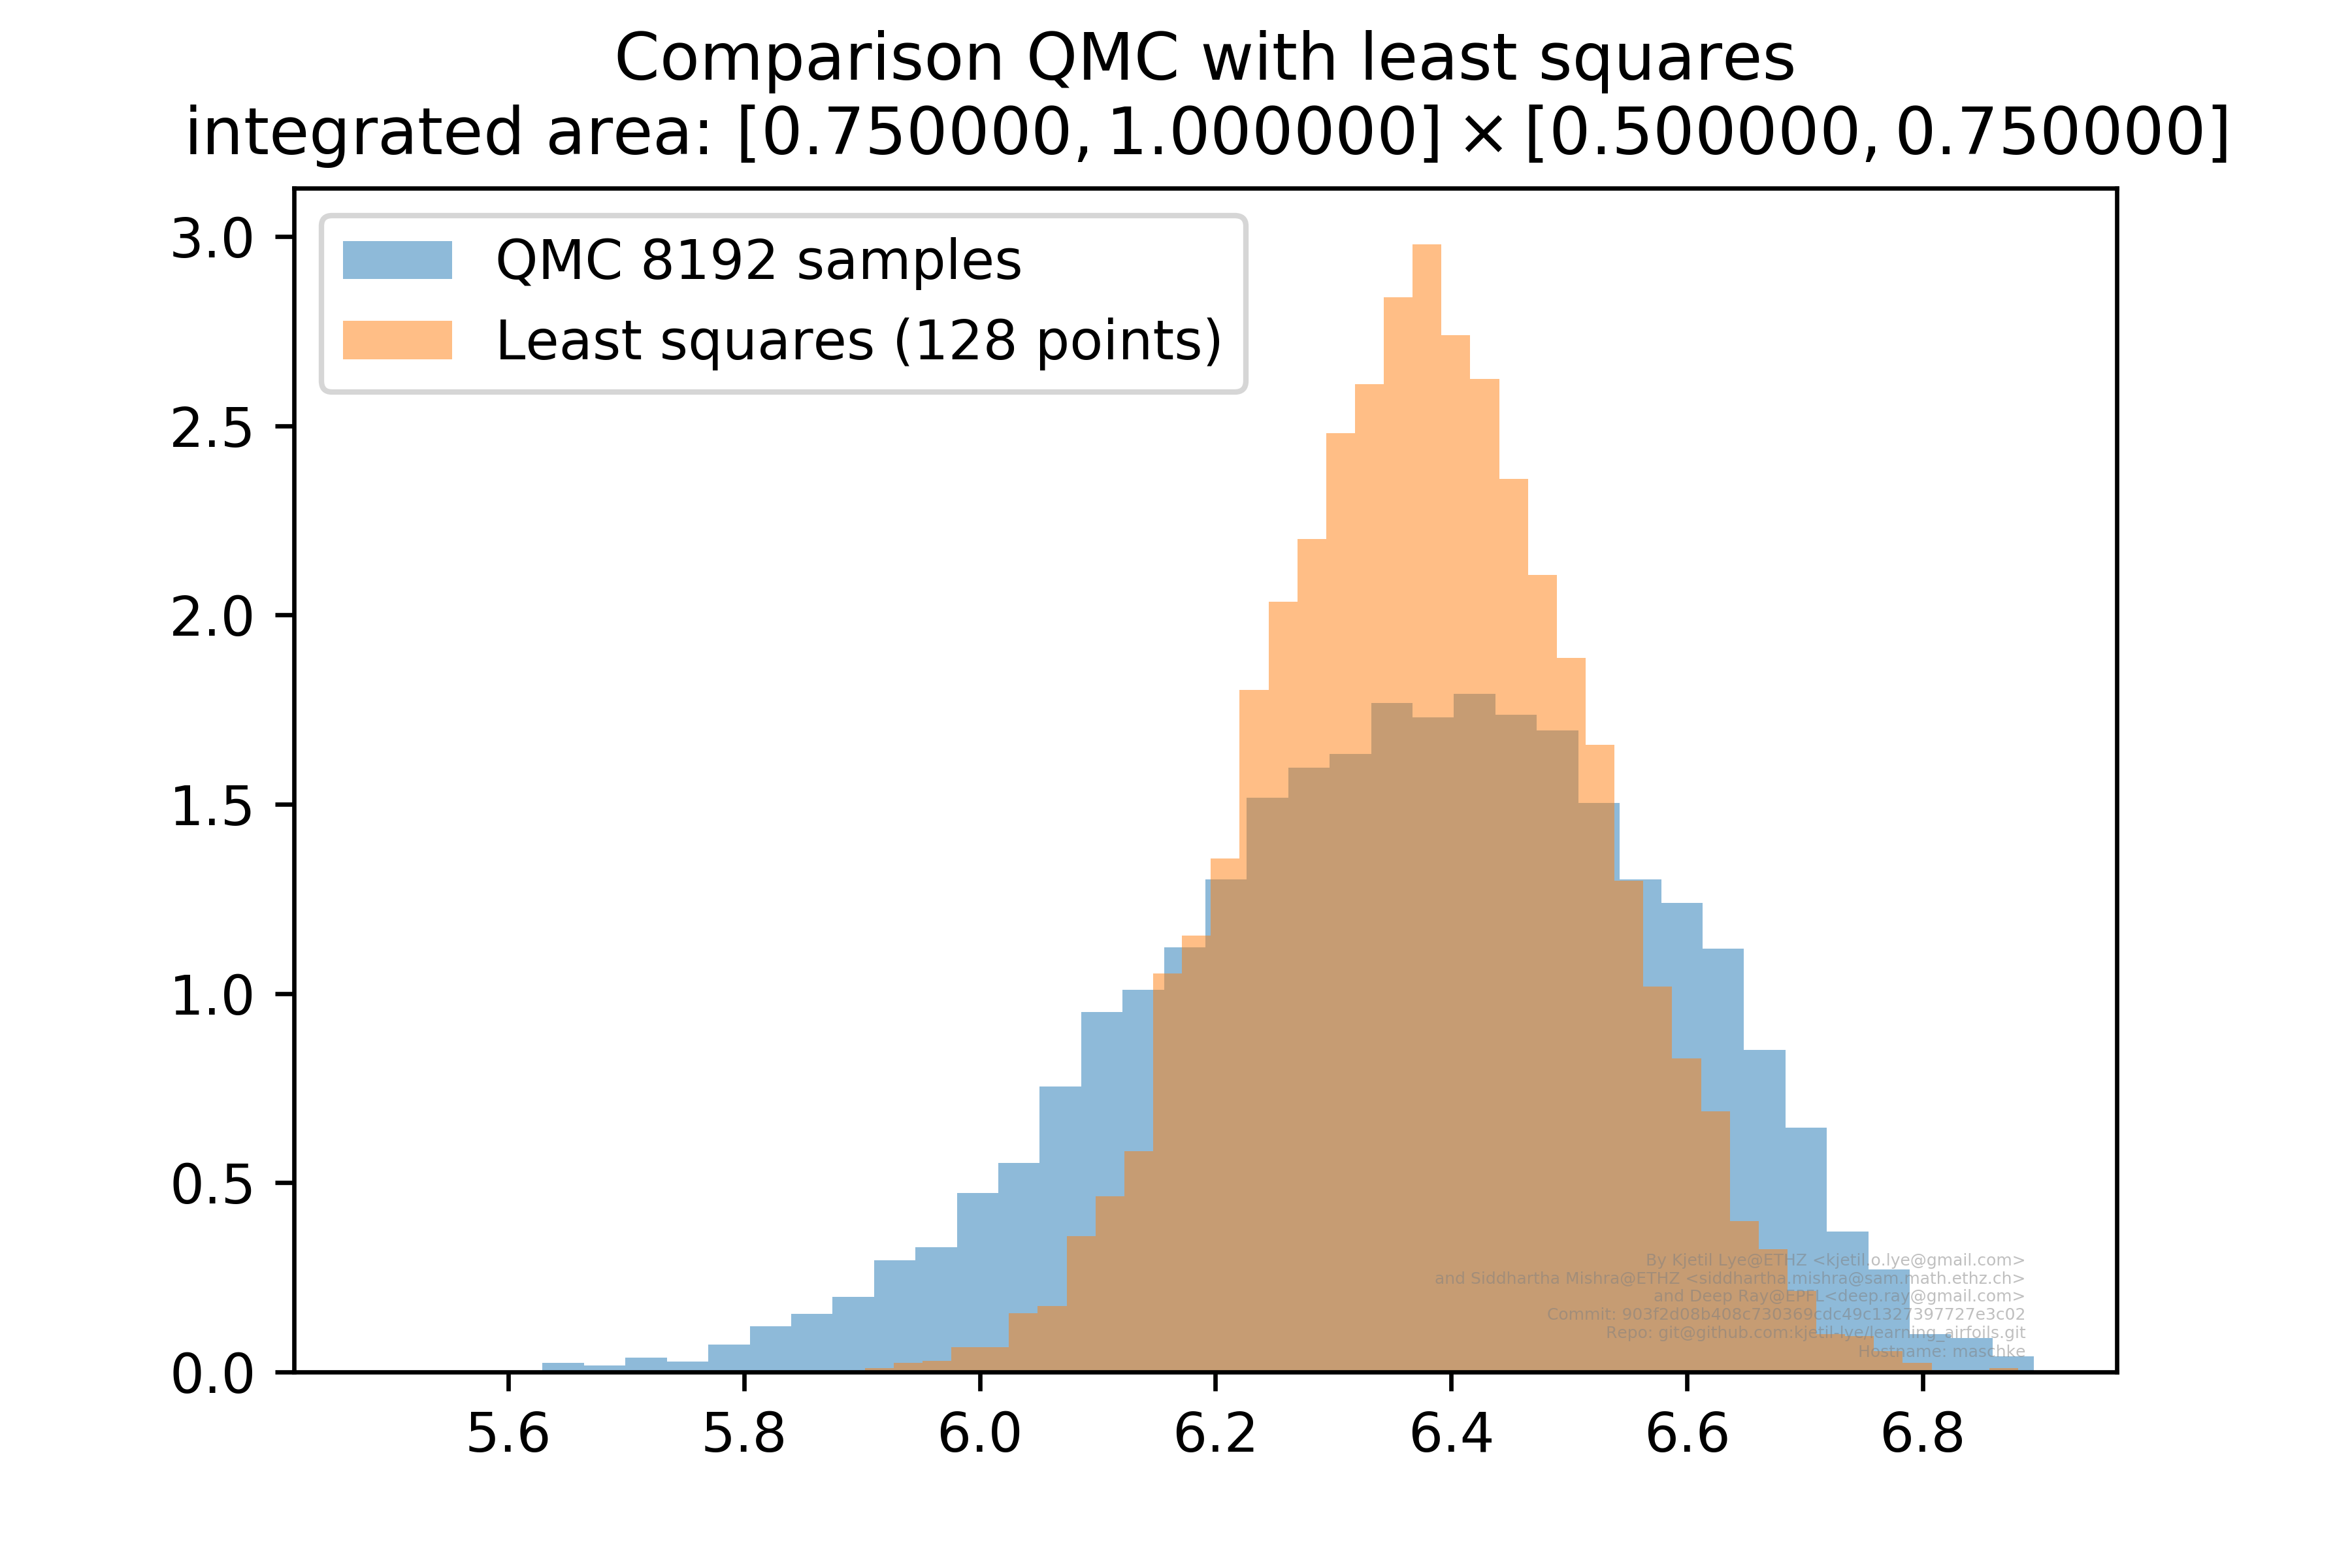 Comparison QMC with least squares
integrated area: [0.750000, 1.000000] × [0.500000, 0.750000]
QMC 8192 samples
Least squares (128 points)
3.0
2.5
2.0
1.5
1.0
0.5
0.0
5.6 5.8 6.0 6.2 6.4 6.6 6.8
By Kjetil Lye@ETHZ <kjetil.o.lye@gmail.com>
and Siddhartha Mishra@ETHZ <siddhartha.mishra@sam.math.ethz.ch>
and Deep Ray@EPFL<deep.ray@gmail.com>
Commit: 903f2d08b408c730369cdc49c1327397727e3c02
Repo: git@github.com:kjetil-lye/learning_airfoils.git
Hostname: maschke